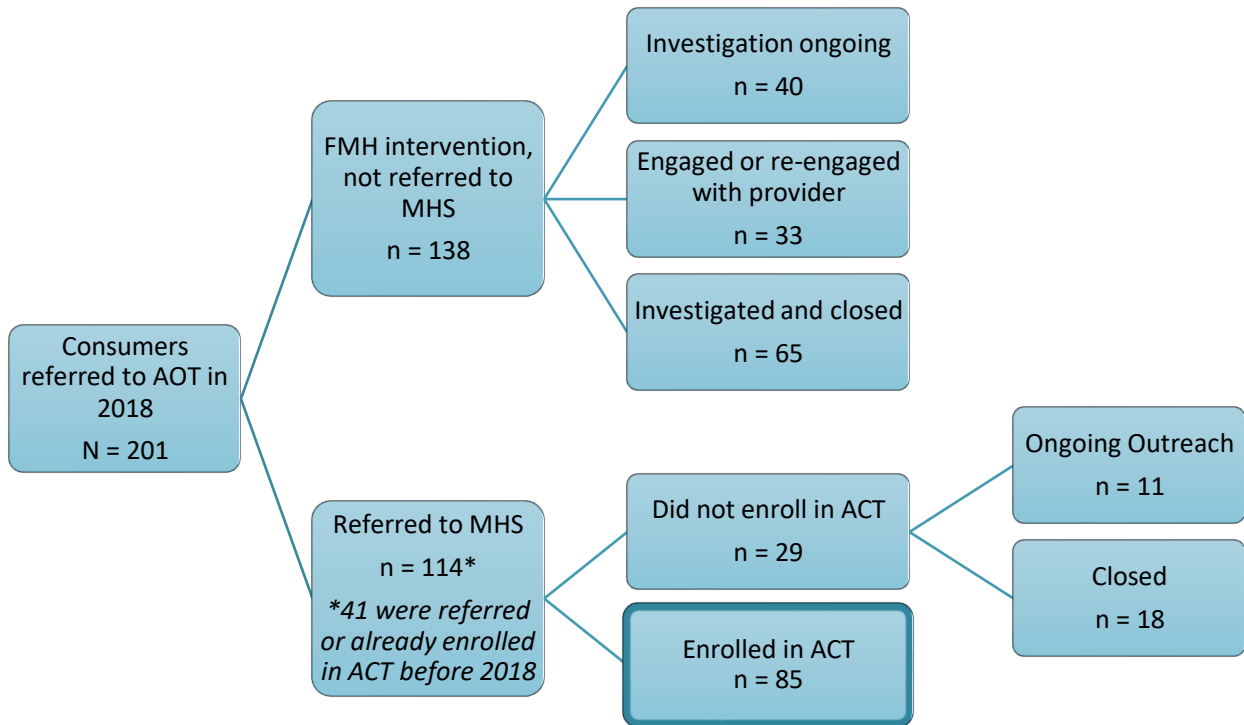 Consumers
referred to AOT in
2018
N = 201
FMH intervention,
not referred to
MHS
n = 138
Investigation ongoing
n = 40
Engaged or re-engaged
with provider
n = 33
Investigated and closed
n = 65
Referred to MHS
n = 114*
*41 were referred
or already enrolled
in ACT before 2018
Did not enroll in ACT
n = 29
Ongoing Outreach
n = 11
Closed
n = 18
Enrolled in ACT
n = 85